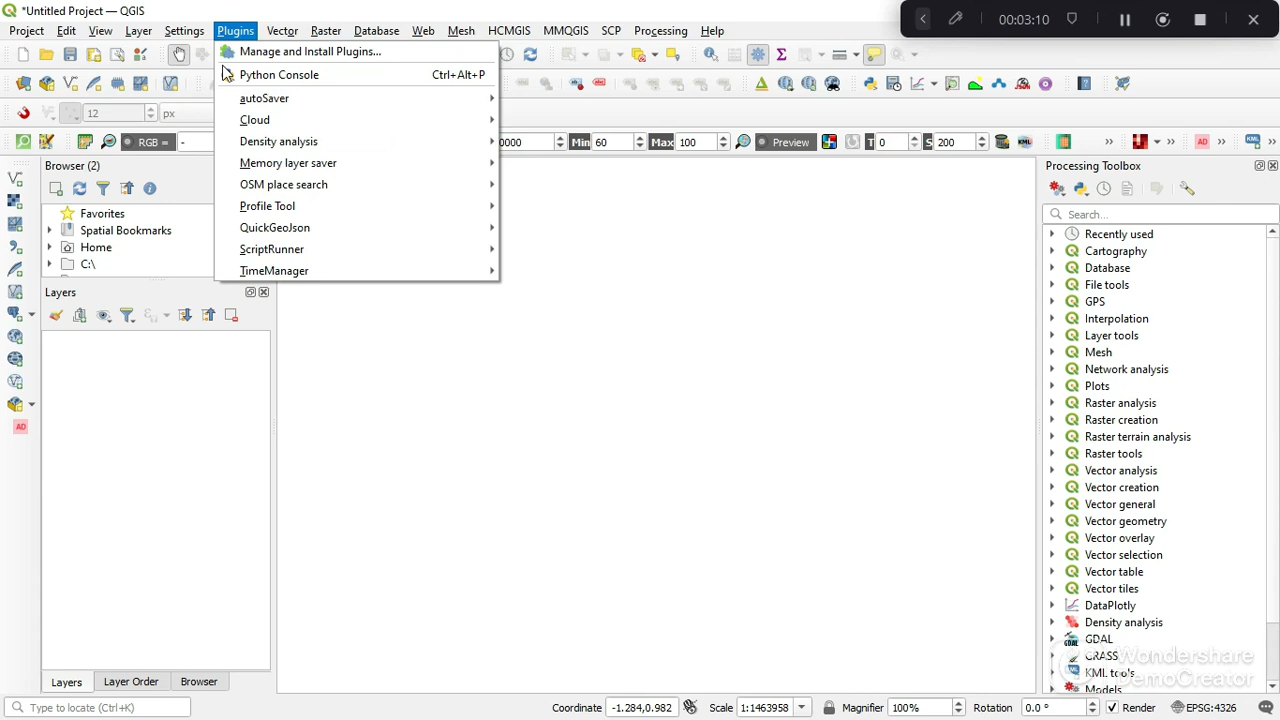 *Untitled Project — QGIS
00:03:10
Project Edit View Layer Settings Plugins Vector Raster Database Web Mesh HCMGIS MMQGIS SCP Processing Help
Manage and Install Plugins...
Python Console Ctrl+Alt+P
autoSaver
Cloud
Density analysis
Memory layer saver
OSM place search
Profile Tool
QuickGeoJson
ScriptRunner
TimeManager
12 px
RGB = - 0000 Min 60 Max 100 Preview T 0 S 200 KML AD KML
Browser (2)
Favorites
Spatial Bookmarks
Home
C:\
Layers
AD
Layers Layer Order Browser
Processing Toolbox
Search...
Recently used
Cartography
Database
File tools
GPS
Interpolation
Layer tools
Mesh
Network analysis
Plots
Raster analysis
Raster creation
Raster terrain analysis
Raster tools
Vector analysis
Vector creation
Vector general
Vector geometry
Vector overlay
Vector selection
Vector table
Vector tiles
DataPlotly
Density analysis
GDAL
GRASS
KML tools
Models
Wondershare
DemoCreator
Type to locate (Ctrl+K) Coordinate -1.284,0.982 Scale 1:1463958 Magnifier 100% Rotation 0.0 ° Render EPSG:4326